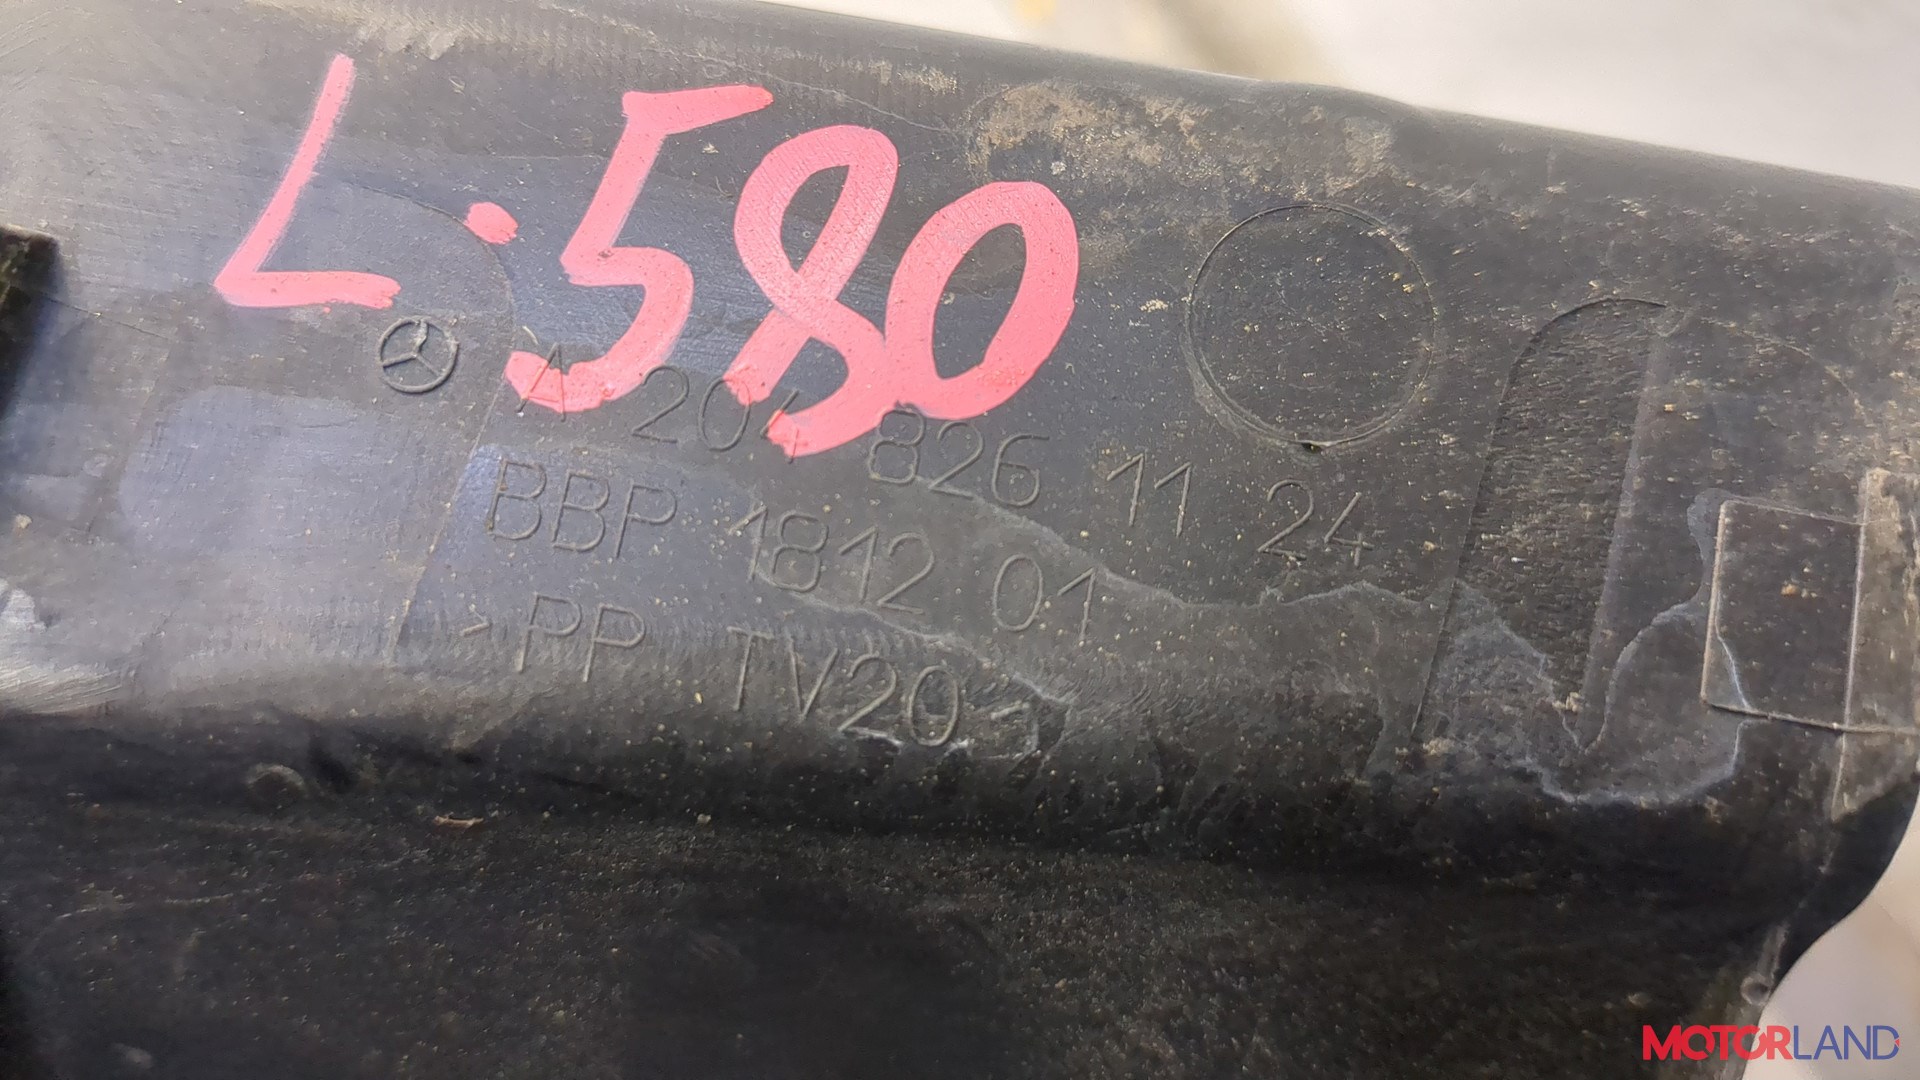 L.580
A 204 826 11 24
BBP 1812 01
>PP TV20<
MOTORLAND